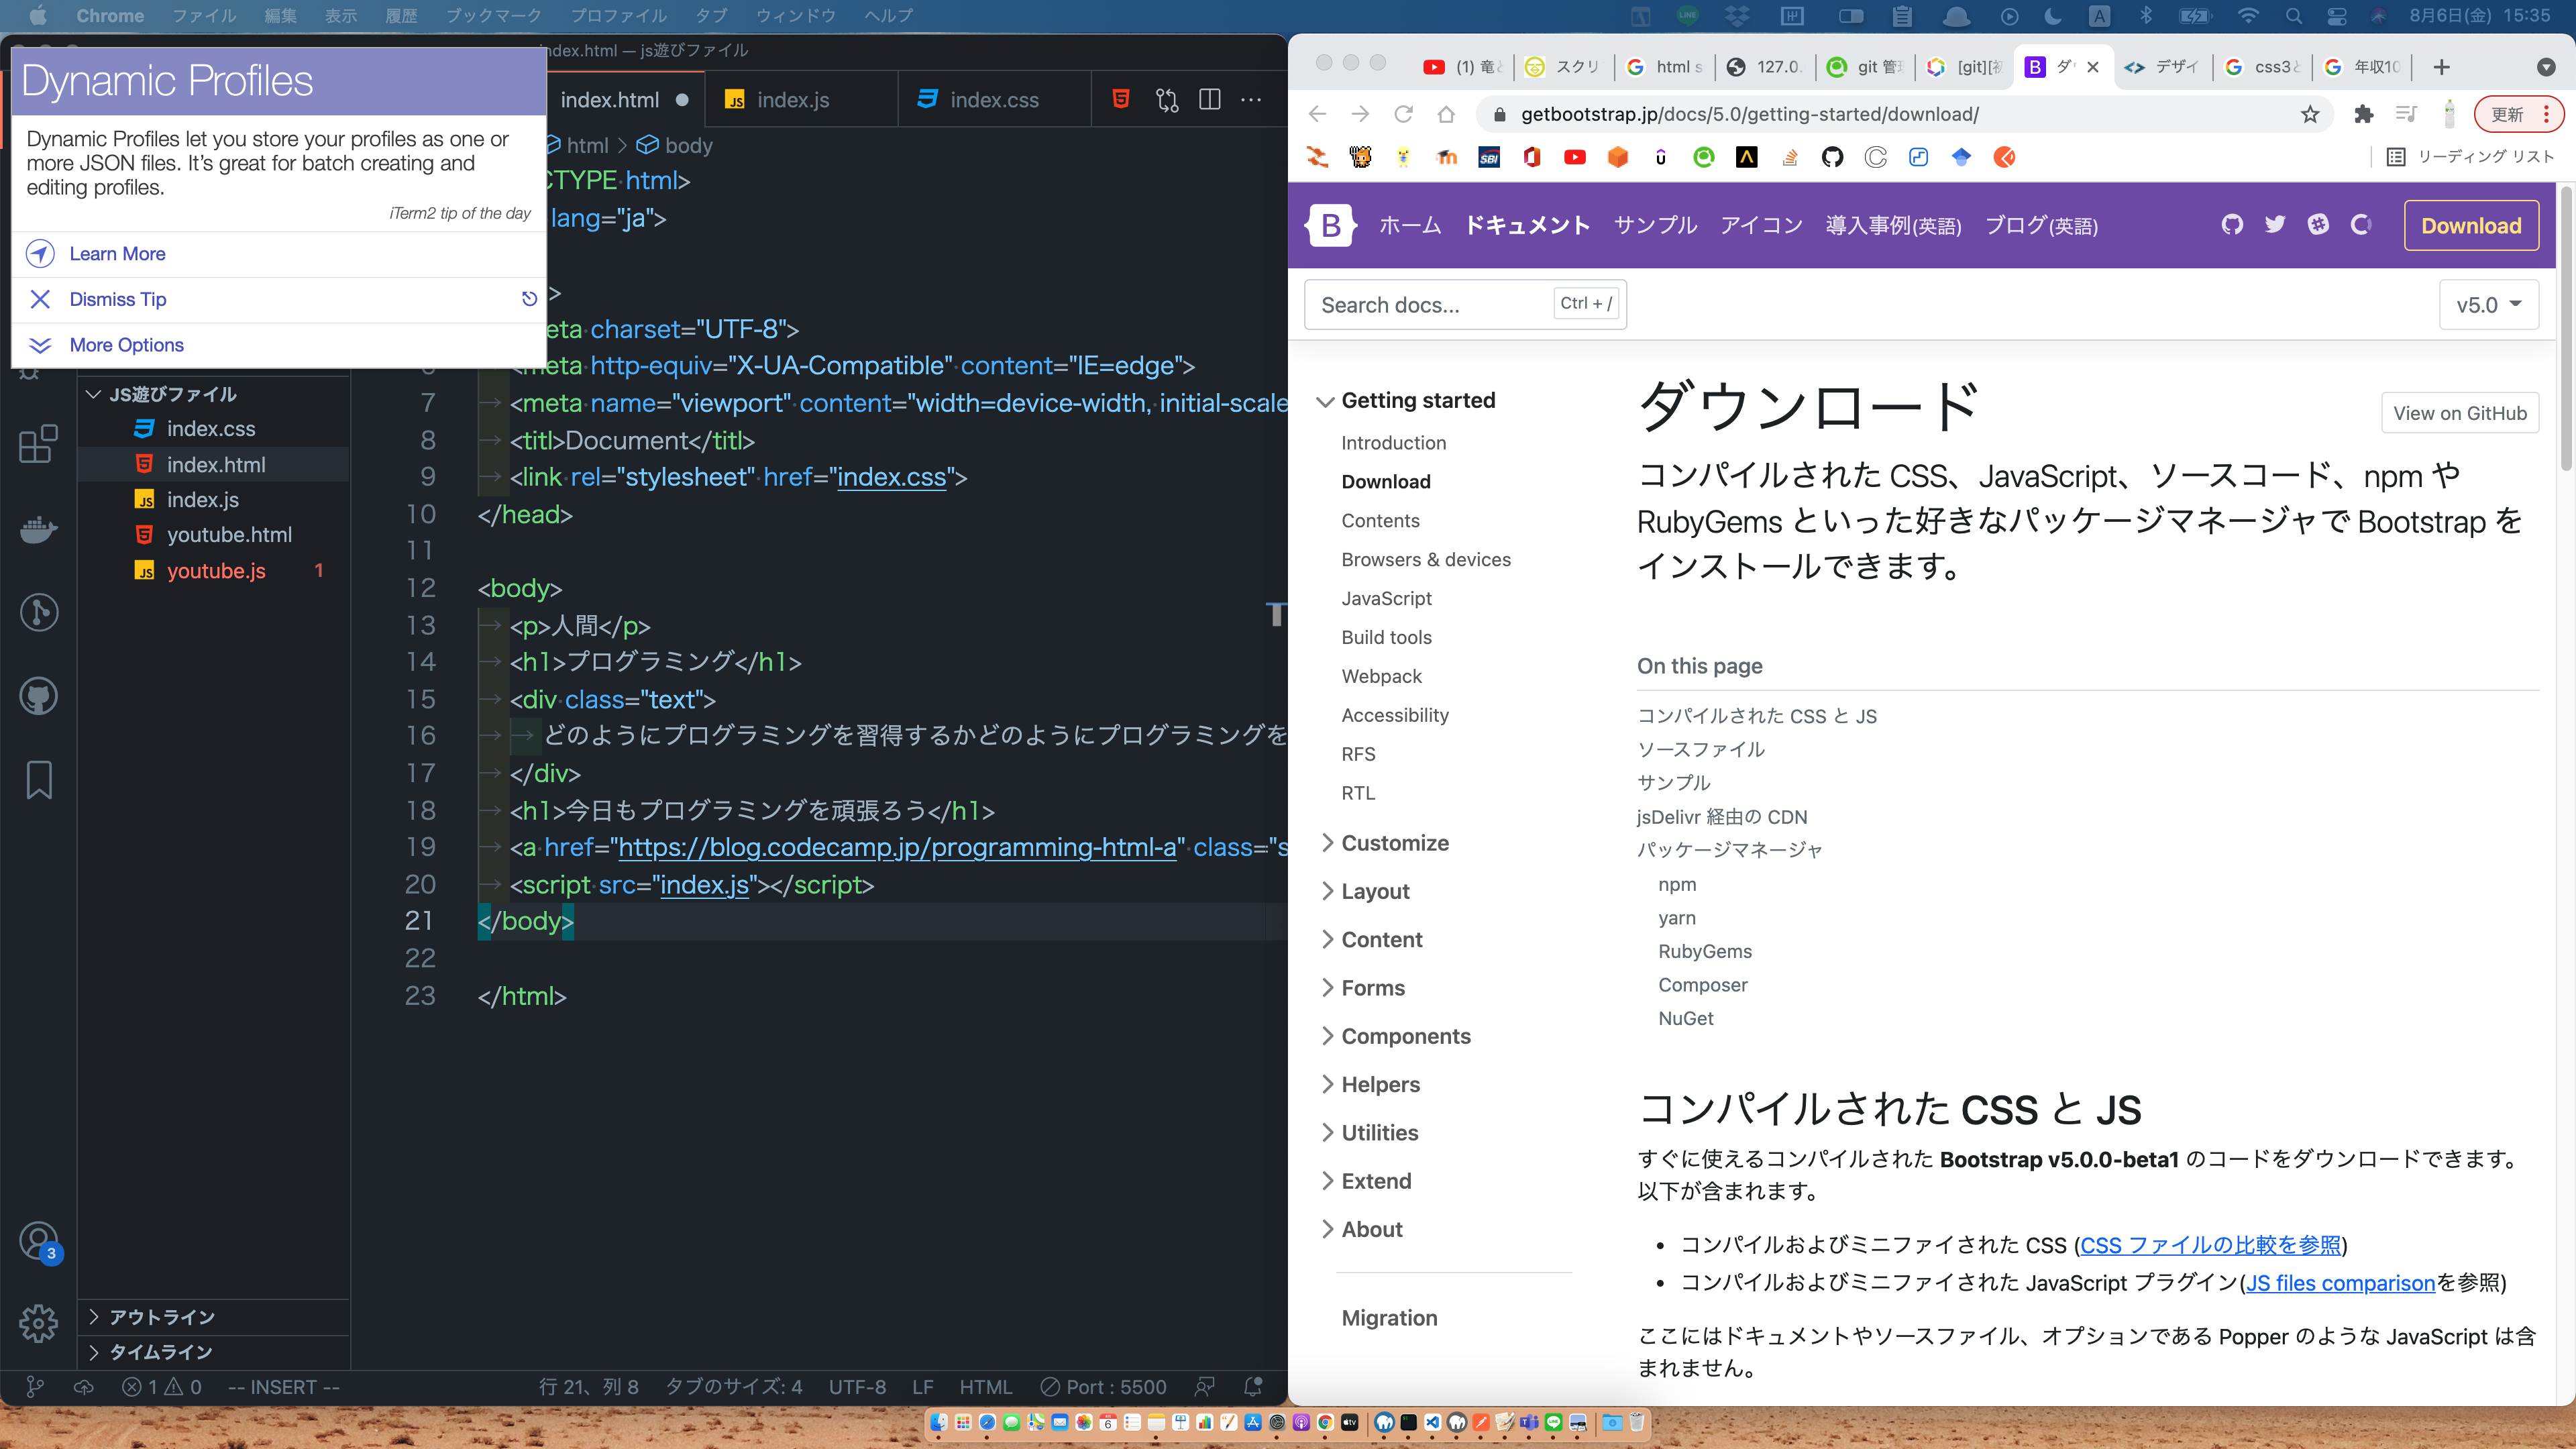 Chrome ファイル 編集 表示 履歴 ブックマーク プロファイル タブ ウィンドウ ヘルプ
8月6日(金) 15:35
index.html — js遊びファイル
Dynamic Profiles
Dynamic Profiles let you store your profiles as one or
more JSON files. It's great for batch creating and
editing profiles.
iTerm2 tip of the day
Learn More
Dismiss Tip
More Options
index.html
index.js
index.css
html > body
CTYPE html>
lang="ja">
>
eta charset="UTF-8">
meta http-equiv="X-UA-Compatible" content="IE=edge">
7 <meta name="viewport" content="width=device-width, initial-scale
8 <titl>Document</titl>
9 <link rel="stylesheet" href="index.css">
10 </head>
11
12 <body>
13 <p>人間</p>
14 <h1>プログラミング</h1>
15 <div class="text">
16 どのようにプログラミングを習得するかどのようにプログラミングを
17 </div>
18 <h1>今日もプログラミングを頑張ろう</h1>
19 <a href="https://blog.codecamp.jp/programming-html-a" class="s
20 <script src="index.js"></script>
21 </body>
22
23 </html>
JS遊びファイル
index.css
index.html
index.js
youtube.html
youtube.js 1
3
アウトライン
タイムライン
1 0 -- INSERT -- 行 21、列 8 タブのサイズ: 4 UTF-8 LF HTML Port : 5500
(1) 竜と
スクリ
html s
127.0.
git 管理
[git][初
ダ
デザイ
css3と
年収10
getbootstrap.jp/docs/5.0/getting-started/download/
更新
リーディング リスト
B ホーム ドキュメント サンプル アイコン 導入事例(英語) ブログ(英語) Download
Search docs... Ctrl + /
v5.0
Getting started
Introduction
Download
Contents
Browsers & devices
JavaScript
Build tools
Webpack
Accessibility
RFS
RTL
Customize
Layout
Content
Forms
Components
Helpers
Utilities
Extend
About
Migration
ダウンロード
View on GitHub
コンパイルされた CSS、JavaScript、ソースコード、npm や
RubyGems といった好きなパッケージマネージャで Bootstrap を
インストールできます。
On this page
コンパイルされた CSS と JS
ソースファイル
サンプル
jsDelivr 経由の CDN
パッケージマネージャ
npm
yarn
RubyGems
Composer
NuGet
コンパイルされた CSS と JS
すぐに使えるコンパイルされた Bootstrap v5.0.0-beta1 のコードをダウンロードできます。
以下が含まれます。
• コンパイルおよびミニファイされた CSS (CSS ファイルの比較を参照)
• コンパイルおよびミニファイされた JavaScript プラグイン(JS files comparisonを参照)
ここにはドキュメントやソースファイル、オプションである Popper のような JavaScript は含
まれません。